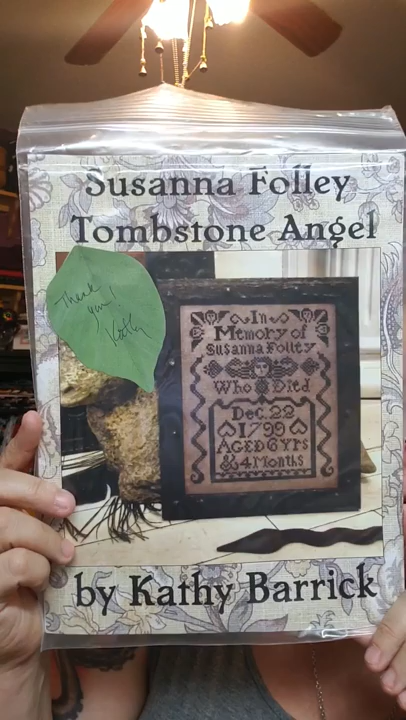 Susanna Folley
Tombstone Angel
Thank
you!
Kathy
In
Memory of
Susanna Folley
Who Died
Dec. 22
1799
AGED 6 Yrs
& 4 Months
by Kathy Barrick